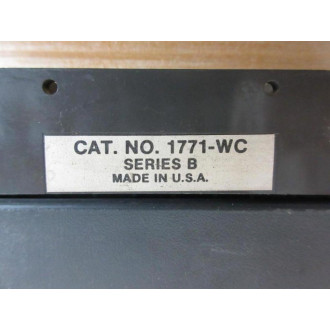 CAT. NO. 1771-WC
SERIES B
MADE IN U.S.A.